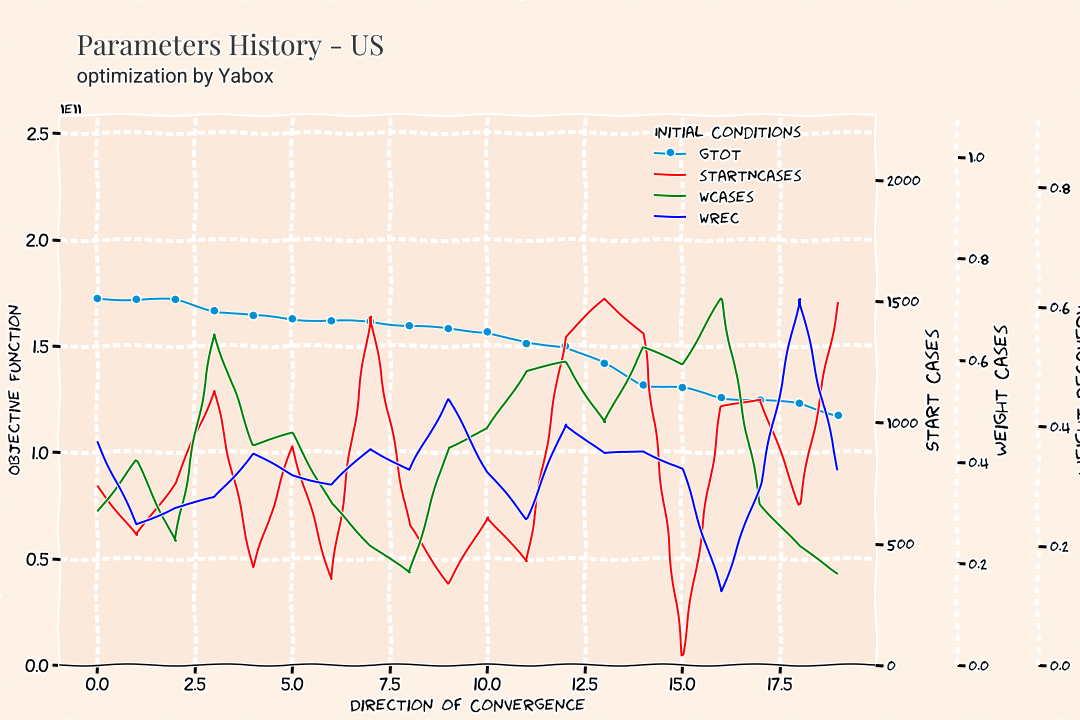 Parameters History - US
optimization by Yabox
1E11
INITIAL CONDITIONS
GTOT
STARTNCASES
WCASES
WREC
2.5
2.0
1.5
1.0
0.5
0.0
OBJECTIVE FUNCTION
0.0 2.5 5.0 7.5 10.0 12.5 15.0 17.5
DIRECTION OF CONVERGENCE
2000
1500
1000
500
0
START CASES
1.0
0.8
0.6
0.4
0.2
0.0
WEIGHT CASES
0.8
0.6
0.4
0.2
0.0